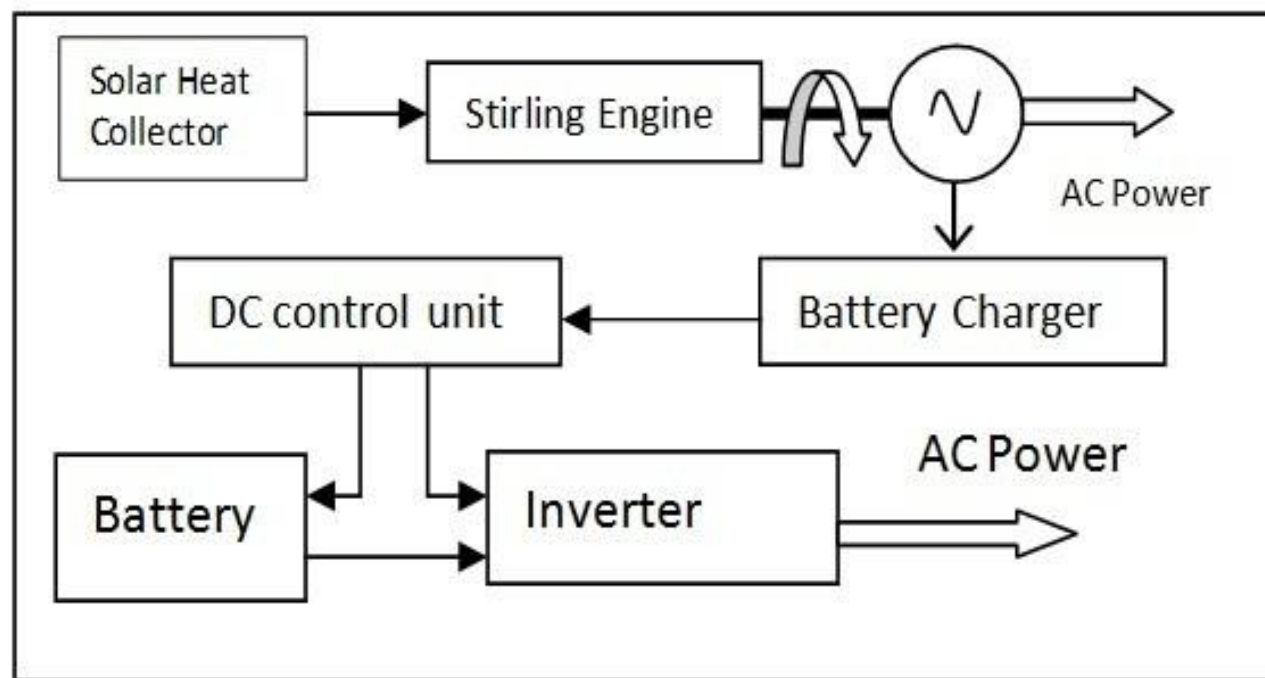 Solar Heat
Collector
Stirling Engine
AC Power
DC control unit
Battery Charger
AC Power
Battery
Inverter